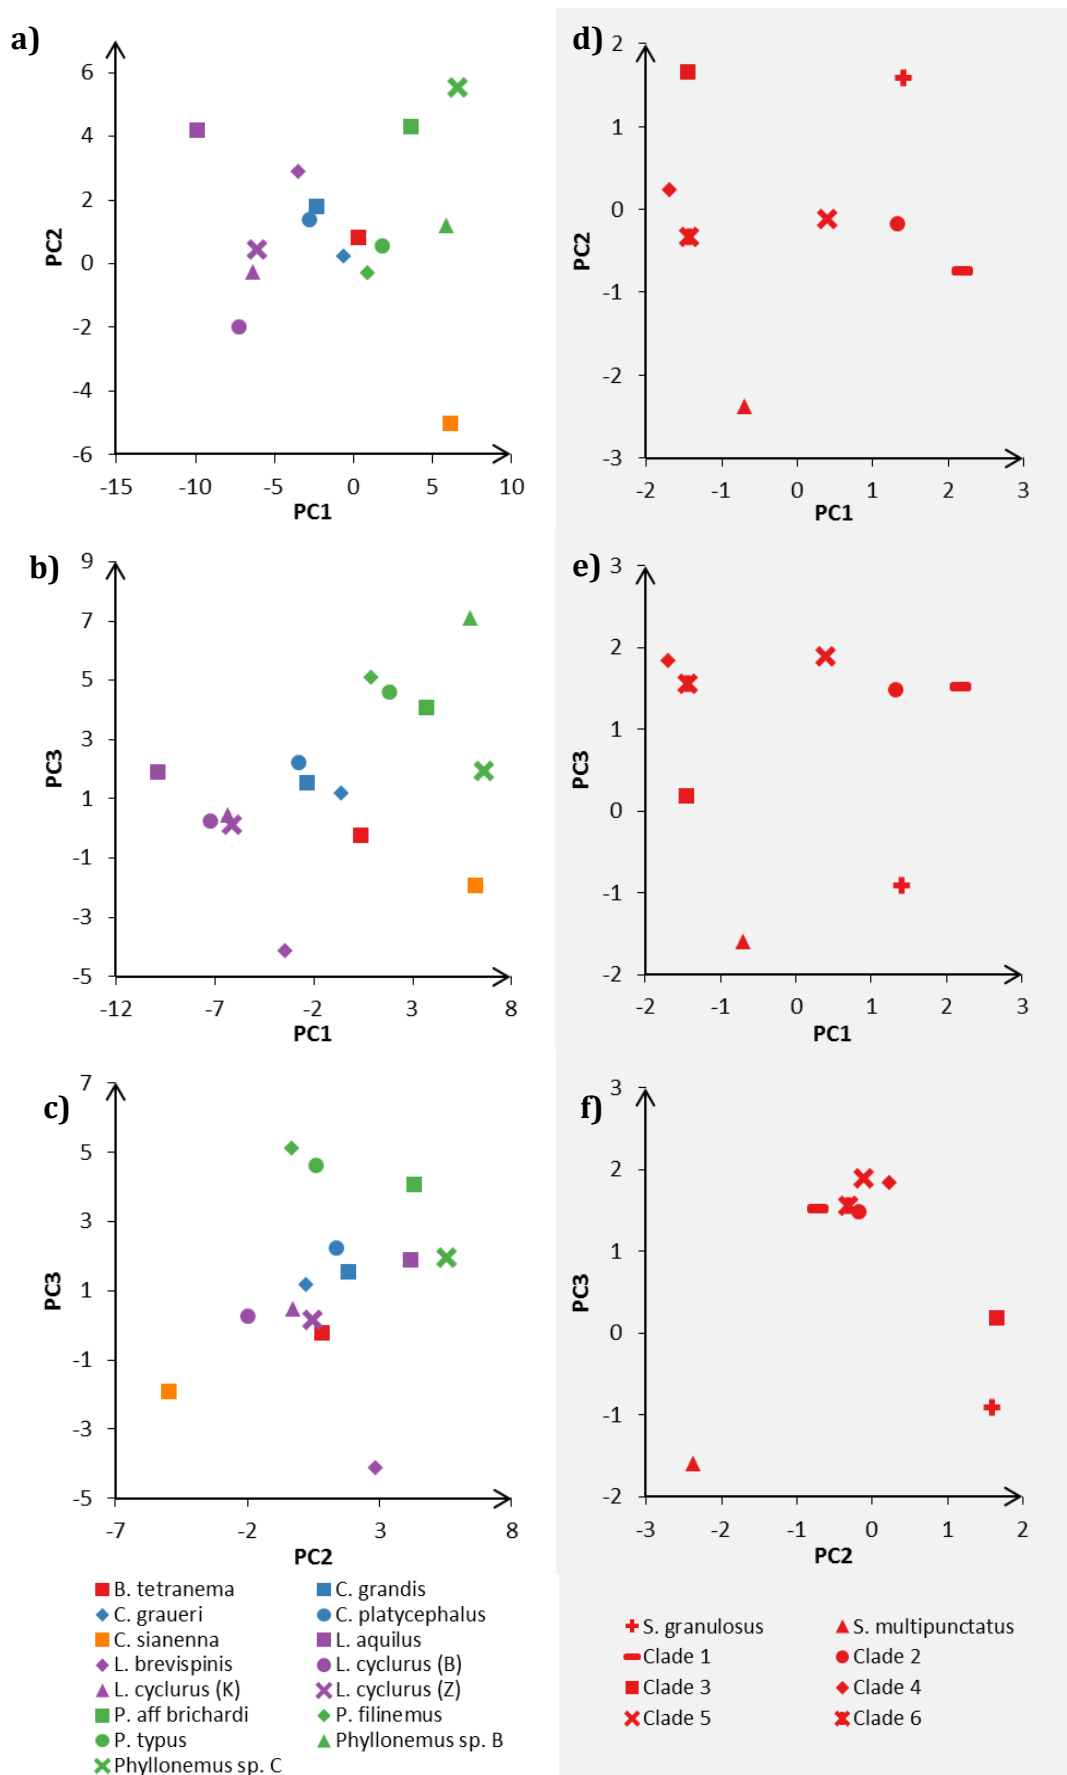 a)
6
4
2
0
-2
-4
-6
-15 -10 -5 0 5 10
PC2
PC1
d)
2
1
0
-1
-2
-3
-2 -1 0 1 2 3
PC2
PC1
b)
9
7
5
3
1
-1
-3
-5
-12 -7 -2 3 8
PC3
PC1
e)
3
2
1
0
-1
-2
-2 -1 0 1 2 3
PC3
PC1
c)
7
5
3
1
-1
-3
-5
-7 -2 3 8
PC3
PC2
f)
3
2
1
0
-1
-2
-3 -2 -1 0 1 2
PC3
PC2
B. tetranema C. grandis
C. graueri C. platycephalus
C. sianenna L. aquilus
L. brevispinis L. cyclurus (B)
L. cyclurus (K) L. cyclurus (Z)
P. aff brichardi P. filinemus
P. typus Phyllonemus sp. B
Phyllonemus sp. C
S. granulosus S. multipunctatus
Clade 1 Clade 2
Clade 3 Clade 4
Clade 5 Clade 6